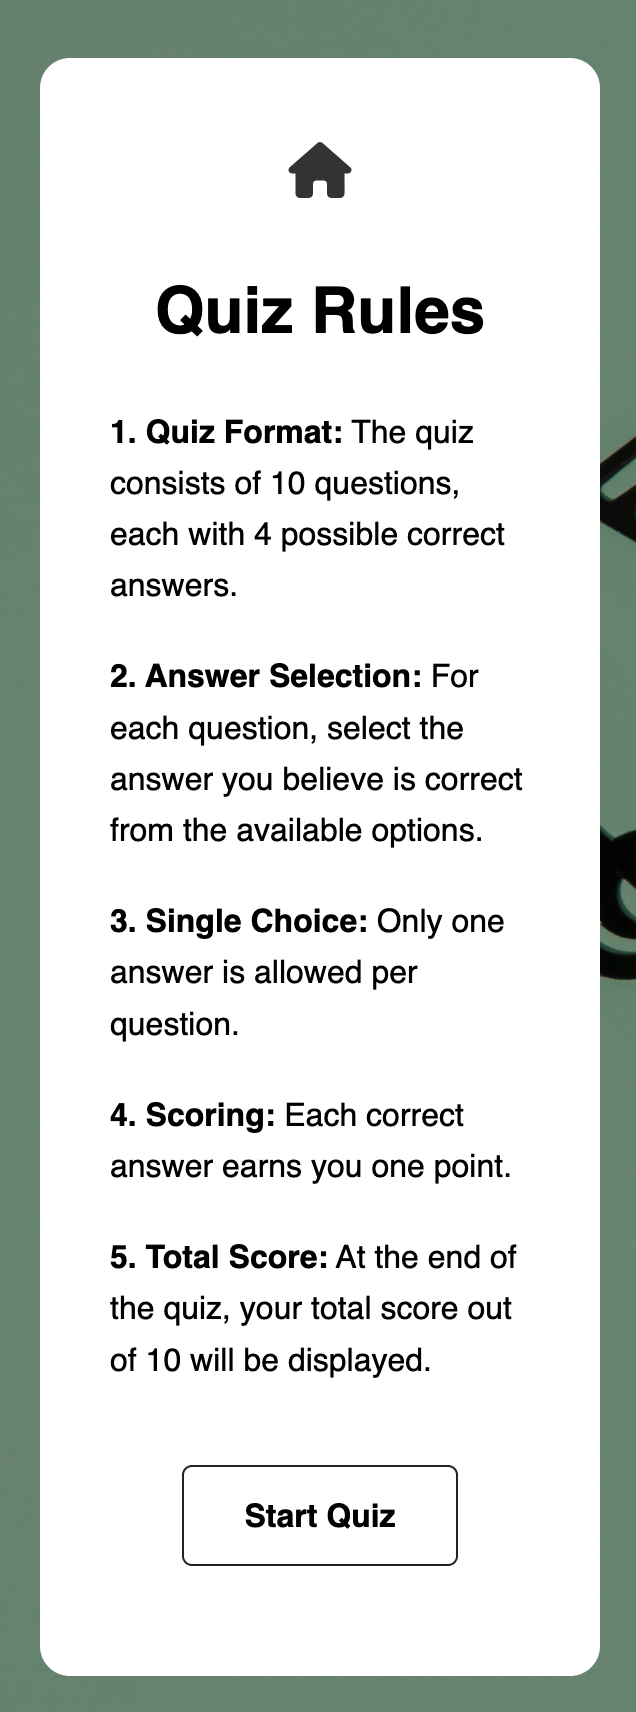 Quiz Rules
1. Quiz Format: The quiz
consists of 10 questions,
each with 4 possible correct
answers.
2. Answer Selection: For
each question, select the
answer you believe is correct
from the available options.
3. Single Choice: Only one
answer is allowed per
question.
4. Scoring: Each correct
answer earns you one point.
5. Total Score: At the end of
the quiz, your total score out
of 10 will be displayed.
Start Quiz